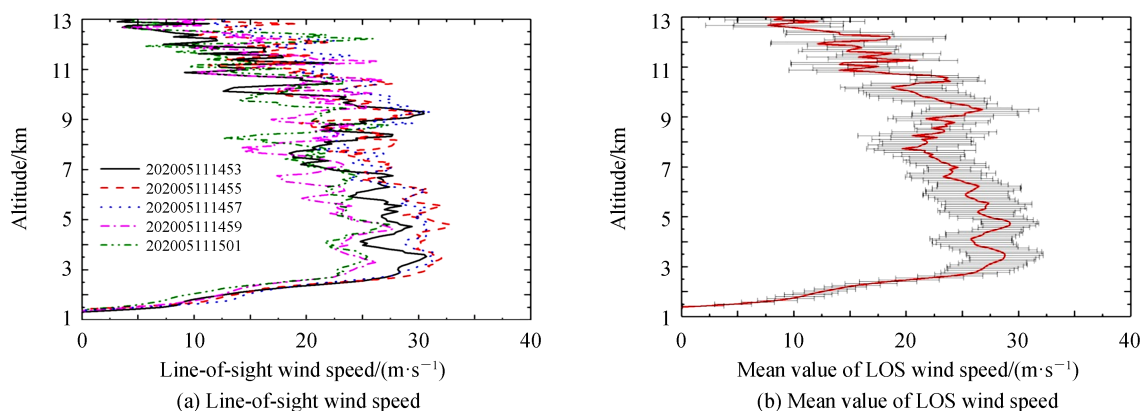 13
11
9
7
5
3
1
Altitude/km
202005111453
202005111455
202005111457
202005111459
202005111501
0 10 20 30 40
Line-of-sight wind speed/(m·s⁻¹)
(a) Line-of-sight wind speed
13
11
9
7
5
3
1
Altitude/km
0 10 20 30 40
Mean value of LOS wind speed/(m·s⁻¹)
(b) Mean value of LOS wind speed